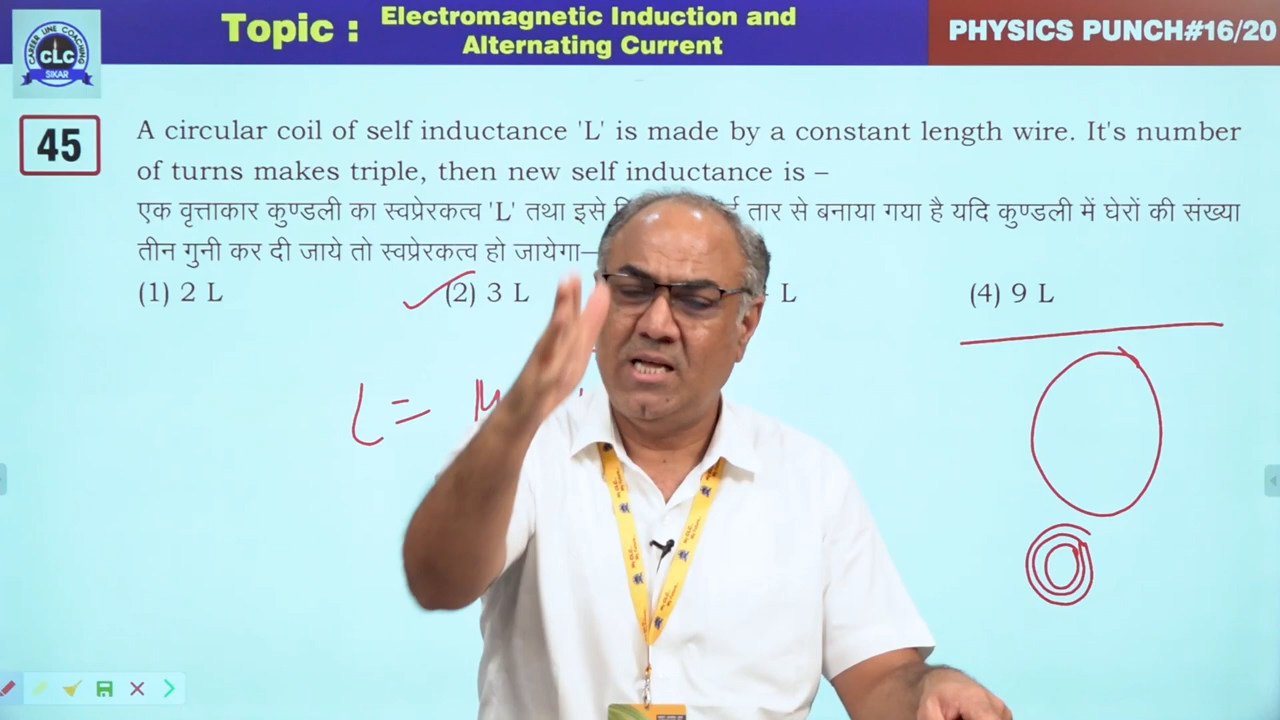 Topic :
Electromagnetic Induction and
Alternating Current
PHYSICS PUNCH#16/20
CAREER LINE COACHING
CLC
SIKAR
45
A circular coil of self inductance 'L' is made by a constant length wire. It's number
of turns makes triple, then new self inductance is –
एक वृत्ताकार कुण्डली का स्वप्रेरकत्व 'L' तथा इसे तार से बनाया गया है यदि कुण्डली में घेरों की संख्या
तीन गुनी कर दी जाये तो स्वप्रेरकत्व हो जायेगा–
(1) 2 L
(2) 3 L
L
(4) 9 L
L =